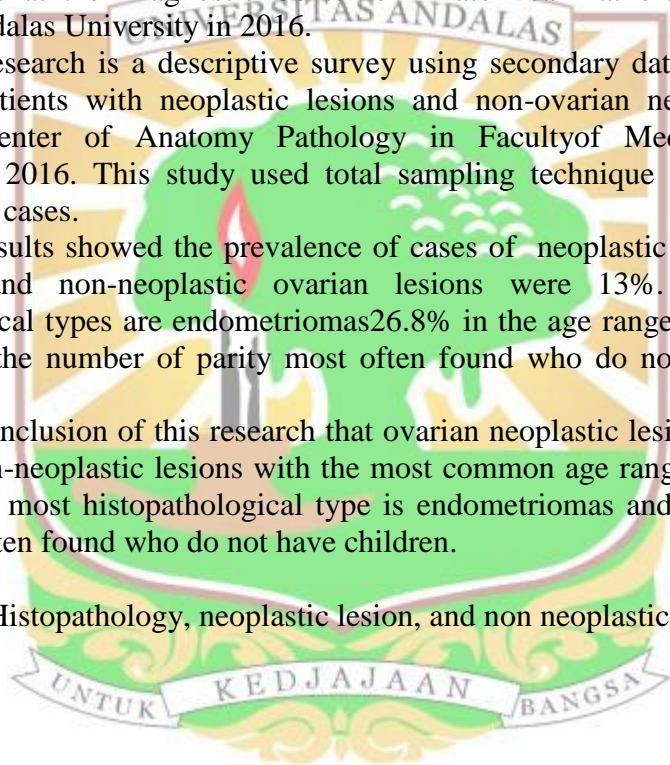 UNIVERSITAS ANDALAS
dalas University in 2016.
esearch is a descriptive survey using secondary dat
tients with neoplastic lesions and non-ovarian ne
enter of Anatomy Pathology in Facultyof Med
2016. This study used total sampling technique
cases.
sults showed the prevalence of cases of neoplastic
and non-neoplastic ovarian lesions were 13%.
cal types are endometriomas26.8% in the age range
the number of parity most often found who do no
nclusion of this research that ovarian neoplastic lesi
n-neoplastic lesions with the most common age rang
most histopathological type is endometriomas and
ten found who do not have children.
Histopathology, neoplastic lesion, and non neoplastic
UNTUK KEDJAJAAN BANGSA